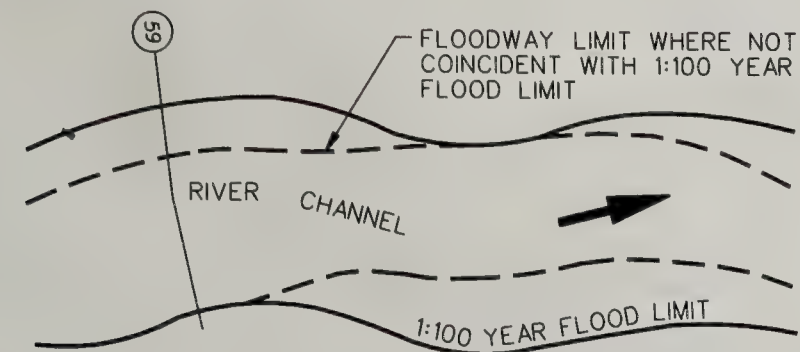 59
FLOODWAY LIMIT WHERE NOT
COINCIDENT WITH 1:100 YEAR
FLOOD LIMIT
RIVER CHANNEL
1:100 YEAR FLOOD LIMIT